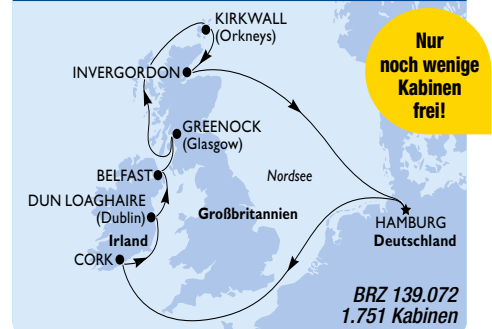 KIRKWALL
(Orkneys)
Nur
noch wenige
Kabinen
frei!
INVERGORDON
GREENOCK
(Glasgow)
BELFAST
Nordsee
DUN LOAGHAIRE
(Dublin)
Großbritannien
Irland
HAMBURG
Deutschland
CORK
BRZ 139.072
1.751 Kabinen